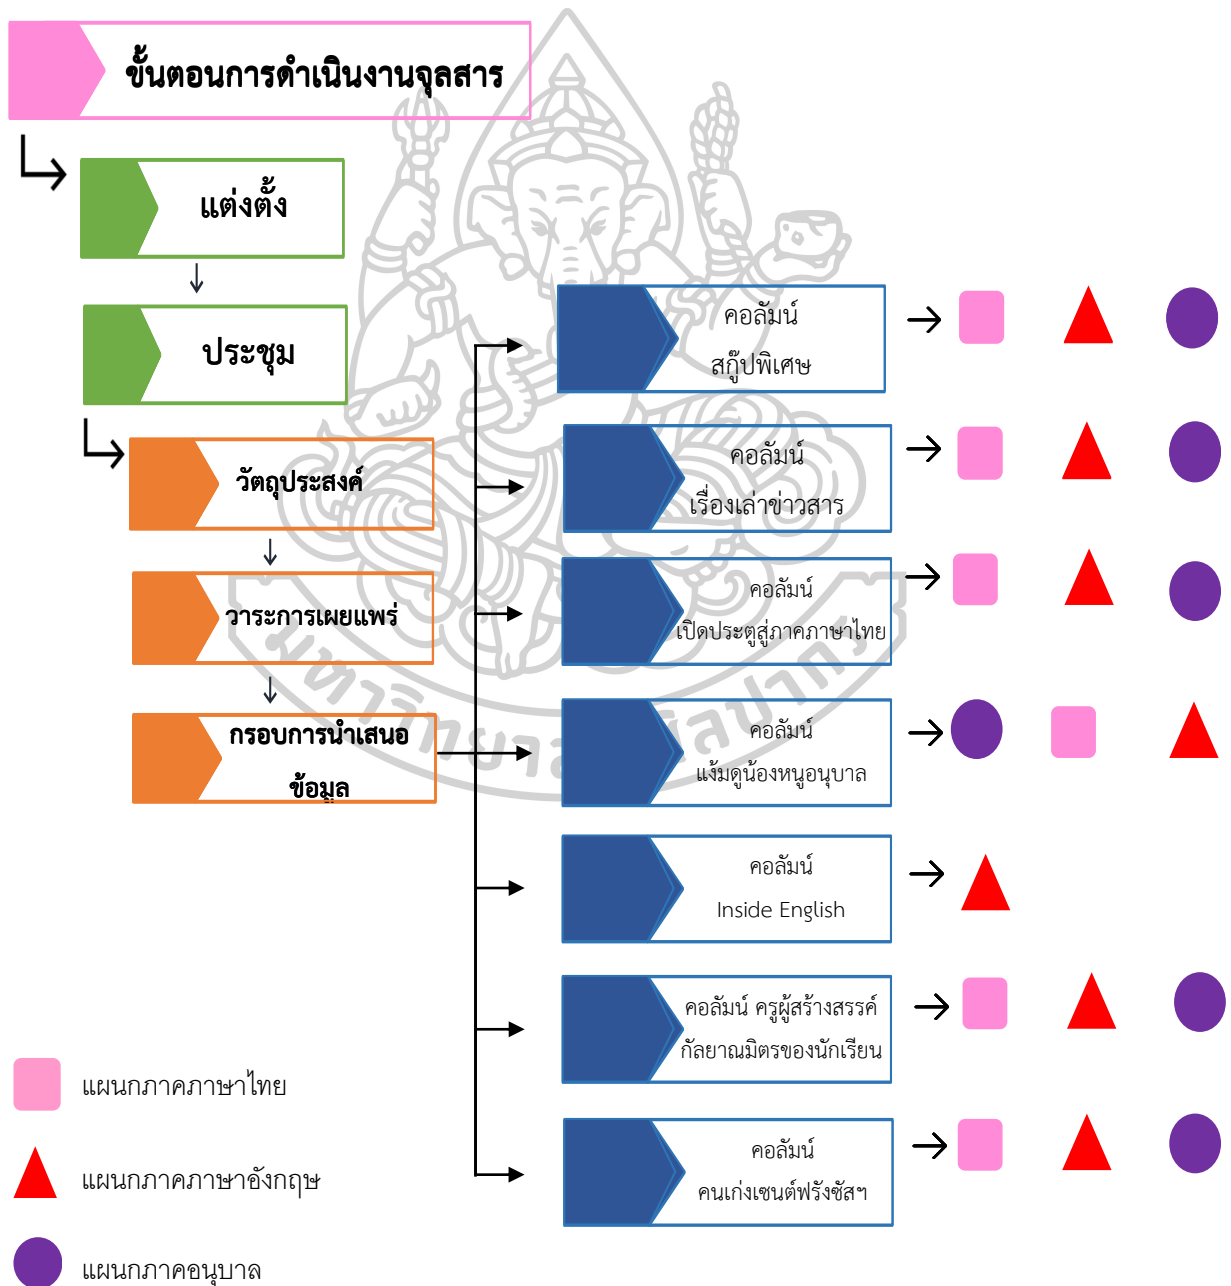 ขั้นตอนการดำเนินงานจุลสาร
แต่งตั้ง
ประชุม
วัตถุประสงค์
วาระการเผยแพร่
กรอบการนำเสนอ
ข้อมูล
คอลัมน์
สกู๊ปพิเศษ
คอลัมน์
เรื่องเล่าข่าวสาร
คอลัมน์
เปิดประตูสู่ภาคภาษาไทย
คอลัมน์
แง้มดูน้องหนูอนุบาล
คอลัมน์
Inside English
คอลัมน์ ครูผู้สร้างสรรค์
กัลยาณมิตรของนักเรียน
คอลัมน์
คนเก่งเซนต์ฟรังซัสฯ
แผนกภาคภาษาไทย
แผนกภาคภาษาอังกฤษ
แผนกภาคอนุบาล